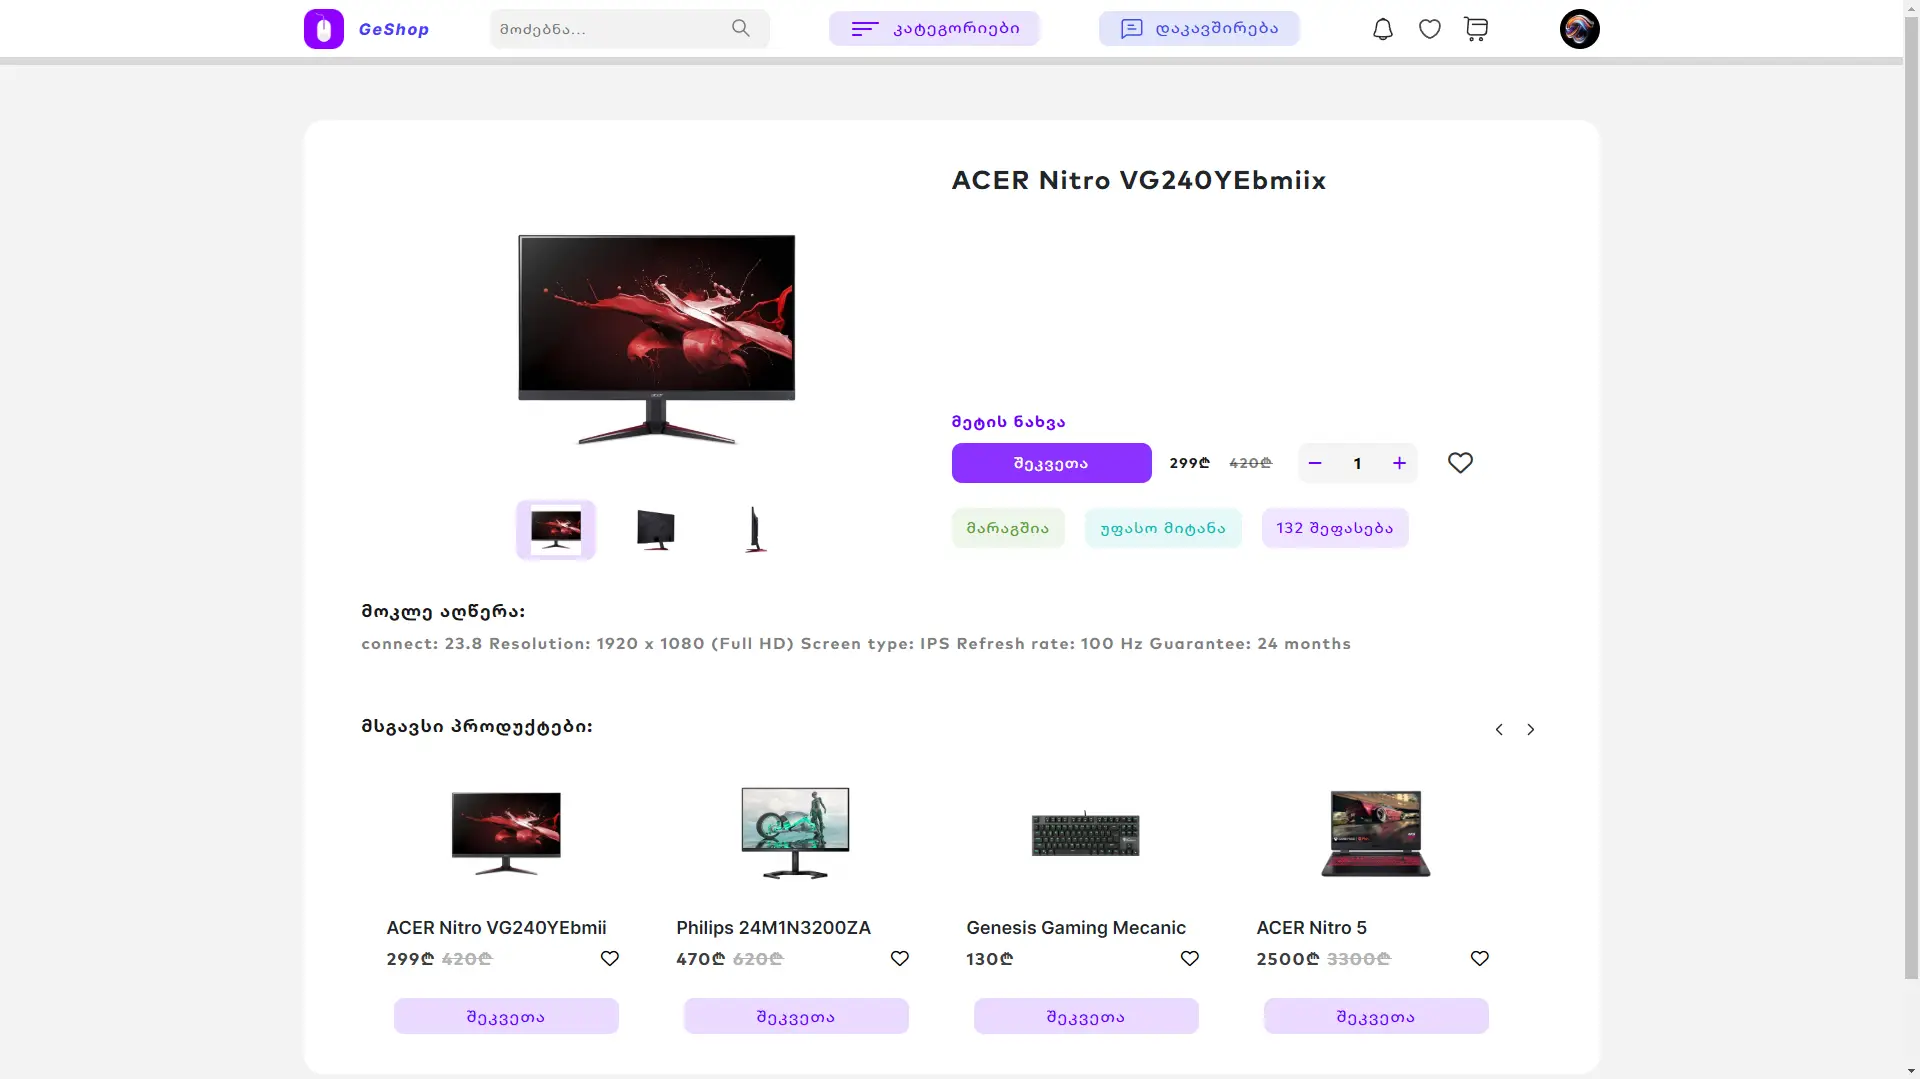 GeShop
მოძებნა...
კატეგორიები
დაკავშირება
ACER Nitro VG240YEbmiix
მეტის ნახვა
შეკვეთა 299₾ 420₾ 1
მარაგშია უფასო მიტანა 132 შეფასება
მოკლე აღწერა:
connect: 23.8 Resolution: 1920 x 1080 (Full HD) Screen type: IPS Refresh rate: 100 Hz Guarantee: 24 months
მსგავსი პროდუქტები:
ACER Nitro VG240YEbmii
299₾ 420₾
შეკვეთა
Philips 24M1N3200ZA
470₾ 620₾
შეკვეთა
Genesis Gaming Mecanic
130₾
შეკვეთა
ACER Nitro 5
2500₾ 3300₾
შეკვეთა